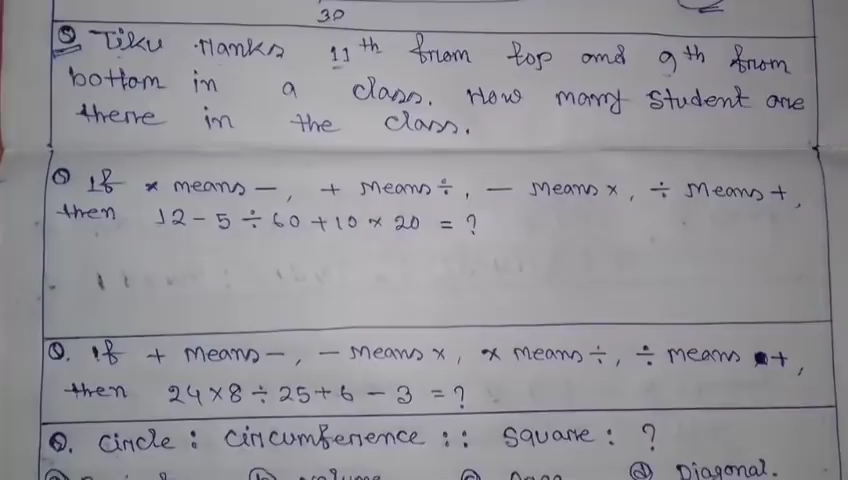 30
Q Tiku Ranks 11th from top and 9th from
bottom in a class. How many student are
there in the class.
Q If × means −, + means ÷, − means ×, ÷ means +,
then 12 − 5 ÷ 60 + 10 × 20 = ?
Q. If + means −, − means ×, × means ÷, ÷ means +,
then 24 × 8 ÷ 25 + 6 − 3 = ?
Q. Circle : Circumference :: Square : ?
ⓓ Diagonal.